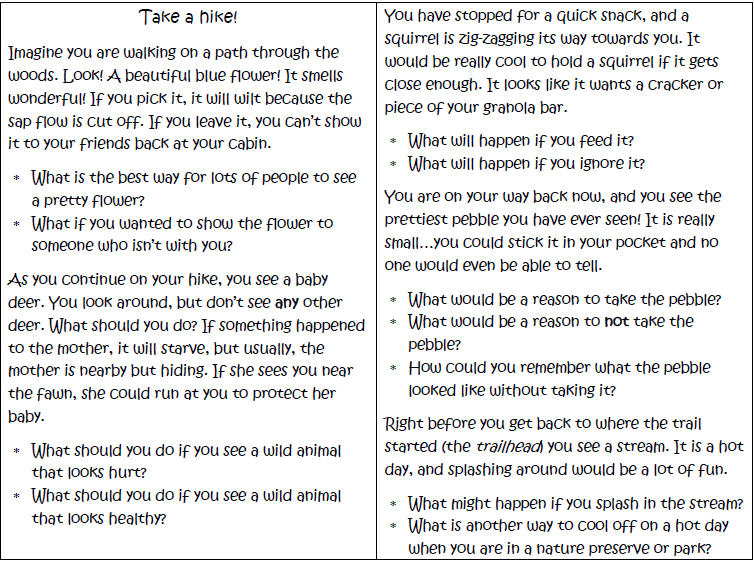 Take a hike!
Imagine you are walking on a path through the
woods. Look! A beautiful blue flower! It smells
wonderful! If you pick it, it will wilt because the
sap flow is cut off. If you leave it, you can't show
it to your friends back at your cabin.
* What is the best way for lots of people to see
a pretty flower?
* What if you wanted to show the flower to
someone who isn't with you?
As you continue on your hike, you see a baby
deer. You look around, but don't see any other
deer. What should you do? If something happened
to the mother, it will starve, but usually, the
mother is nearby but hiding. If she sees you near
the fawn, she could run at you to protect her
baby.
* What should you do if you see a wild animal
that looks hurt?
* What should you do if you see a wild animal
that looks healthy?
You have stopped for a quick snack, and a
squirrel is zig-zagging its way towards you. It
would be really cool to hold a squirrel if it gets
close enough. It looks like it wants a cracker or
piece of your granola bar.
* What will happen if you feed it?
* What will happen if you ignore it?
You are on your way back now, and you see the
prettiest pebble you have ever seen! It is really
small...you could stick it in your pocket and no
one would even be able to tell.
* What would be a reason to take the pebble?
* What would be a reason to not take the
pebble?
* How could you remember what the pebble
looked like without taking it?
Right before you get back to where the trail
started (the trailhead) you see a stream. It is a hot
day, and splashing around would be a lot of fun.
* What might happen if you splash in the stream?
* What is another way to cool off on a hot day
when you are in a nature preserve or park?